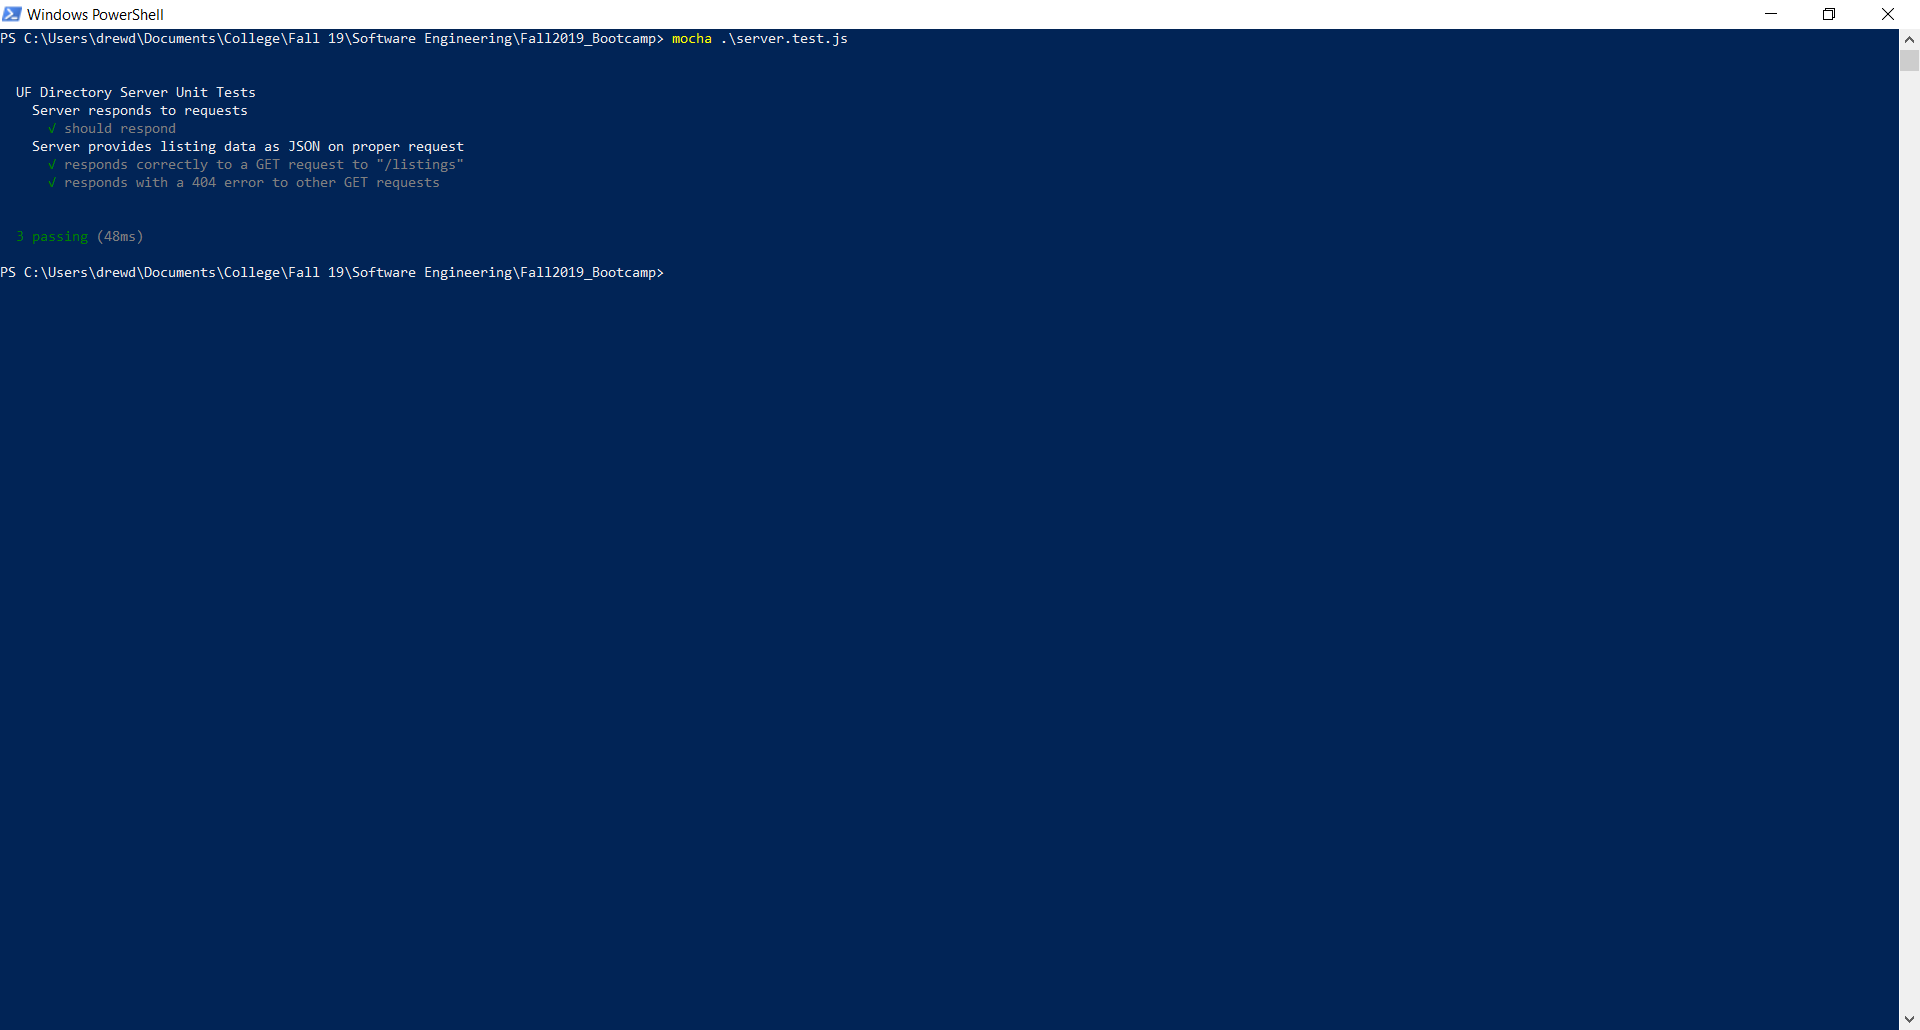 Windows PowerShell
PS C:\Users\drewd\Documents\College\Fall 19\Software Engineering\Fall2019_Bootcamp> mocha .\server.test.js
UF Directory Server Unit Tests
Server responds to requests
√ should respond
Server provides listing data as JSON on proper request
√ responds correctly to a GET request to "/listings"
√ responds with a 404 error to other GET requests
3 passing (48ms)
PS C:\Users\drewd\Documents\College\Fall 19\Software Engineering\Fall2019_Bootcamp>